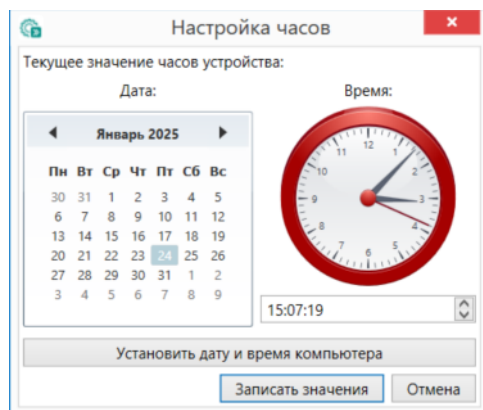 Настройка часов
Текущее значение часов устройства:
Дата:
Время:
Январь 2025
Пн Вт Ср Чт Пт Сб Вс
30 31 1 2 3 4 5
6 7 8 9 10 11 12
13 14 15 16 17 18 19
20 21 22 23 24 25 26
27 28 29 30 31 1 2
3 4 5 6 7 8 9
12
11 1
10 2
9 3
8 4
7 5
6
15:07:19
Установить дату и время компьютера
Записать значения Отмена